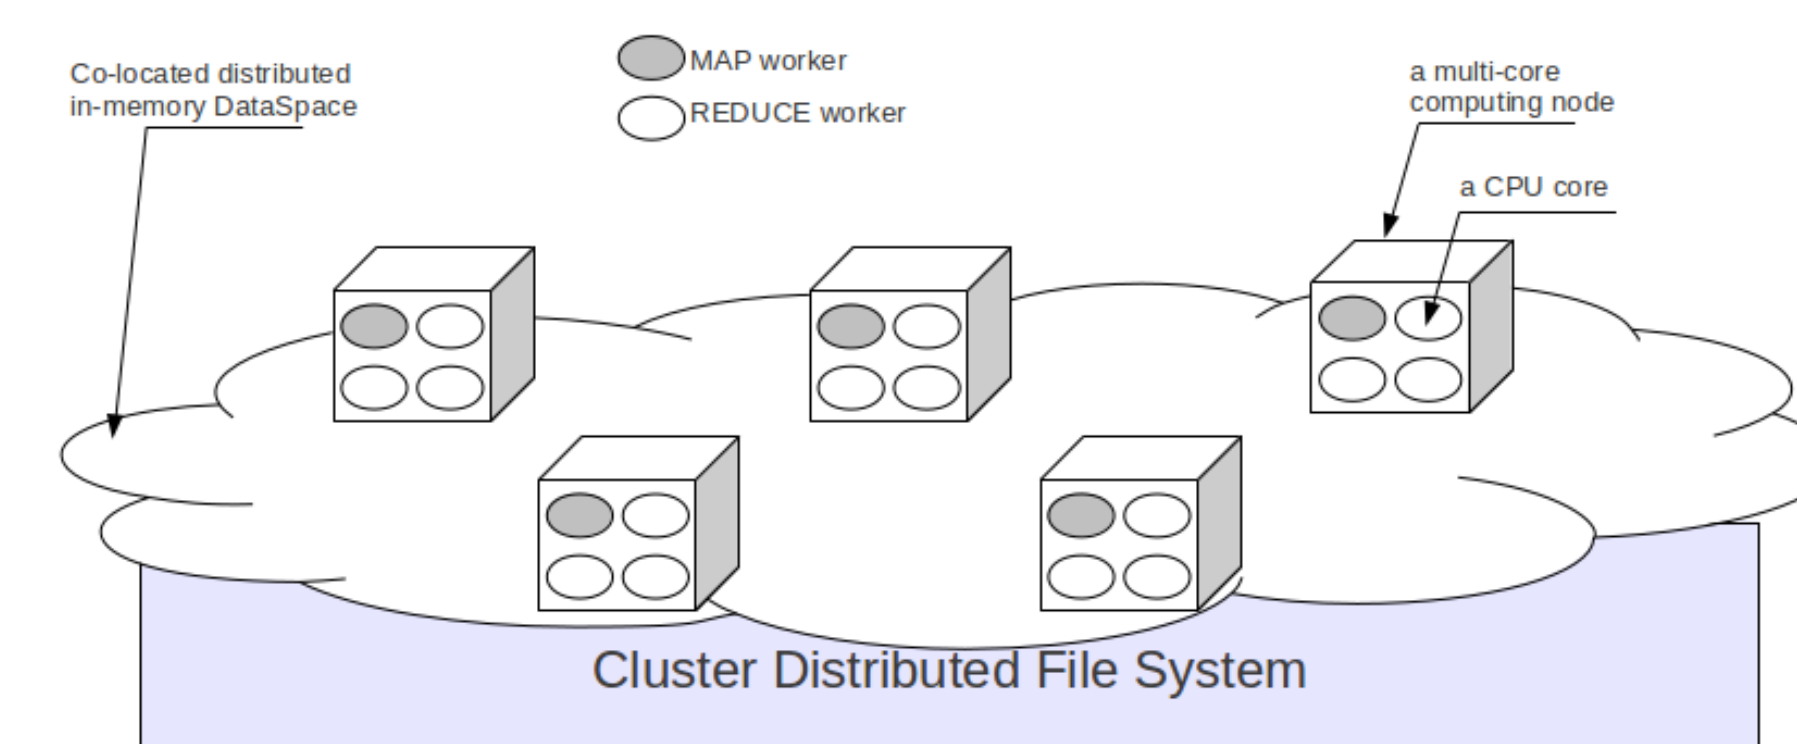 Co-located distributed
in-memory DataSpace
MAP worker
REDUCE worker
a multi-core
computing node
a CPU core
Cluster Distributed File System